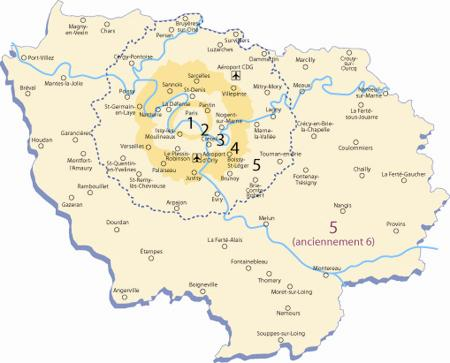 Magny-en-Vexin
Chars
Bruyères-sur-Oise
Persan
Survilliers
Luzarches
Port-Villez
Cergy-Pontoise
Dammartin
Marcilly
Crouy-sur-Ourcq
Aéroport CDG
Mitry-Mory
Meaux
Nanteuil-sur-Marne
Mantes-la-Jolie
Bréval
Poissy
Sannois
Sarcelles
St-Denis
Villepinte
La Ferté-sous-Jouarre
St-Germain-en-Laye
Nanterre
La Défense
Pantin
Paris
1
Nogent-sur-Marne
Lagny
Marne-la-Vallée
Crécy-en-Brie-la-Chapelle
Houdan
Garancières
Issy-les-Moulineaux
2
Créteil
3
Coulommiers
Versailles
Le Plessis-Robinson
Aéroport Orly
4
Boissy-St-Léger
5
Tournan-en-Brie
Montfort-l'Amaury
St-Quentin-en-Yvelines
Palaiseau
Fontenay-Trésigny
Chailly
La Ferté-Gaucher
St-Rémy-lès-Chevreuse
Juvisy
Brunoy
Brie-Comte-Robert
Rambouillet
Gazeran
Arpajon
Evry
Nangis
Dourdan
Melun
5
(anciennement 6)
Provins
La Ferté-Alais
Étampes
Fontainebleau
Montereau
Thomery
Moret-sur-Loing
Angerville
Boigneville
Nemours
Souppes-sur-Loing